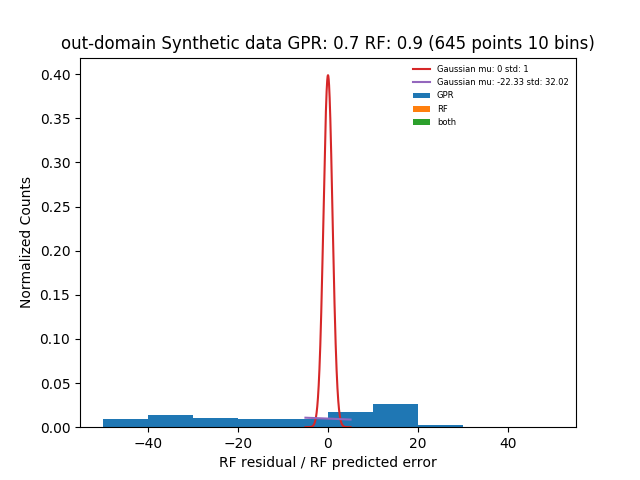 out-domain Synthetic data GPR: 0.7 RF: 0.9 (645 points 10 bins)
Gaussian mu: 0 std: 1
Gaussian mu: -22.33 std: 32.02
GPR
RF
both
Normalized Counts
0.40
0.35
0.30
0.25
0.20
0.15
0.10
0.05
0.00
−40
−20
0
20
40
RF residual / RF predicted error